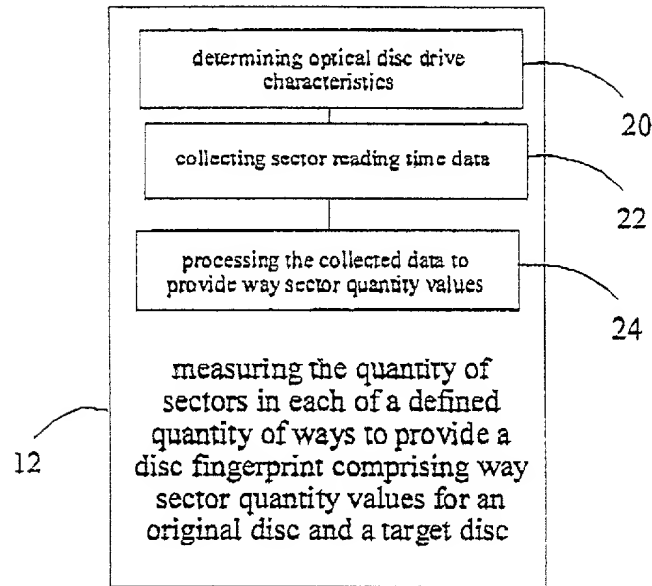 determining optical disc drive
characteristics
20
collecting sector reading time data
22
processing the collected data to
provide way sector quantity values
24
measuring the quantity of
sectors in each of a defined
quantity of ways to provide a
12
disc fingerprint comprising way
sector quantity values for an
original disc and a target disc